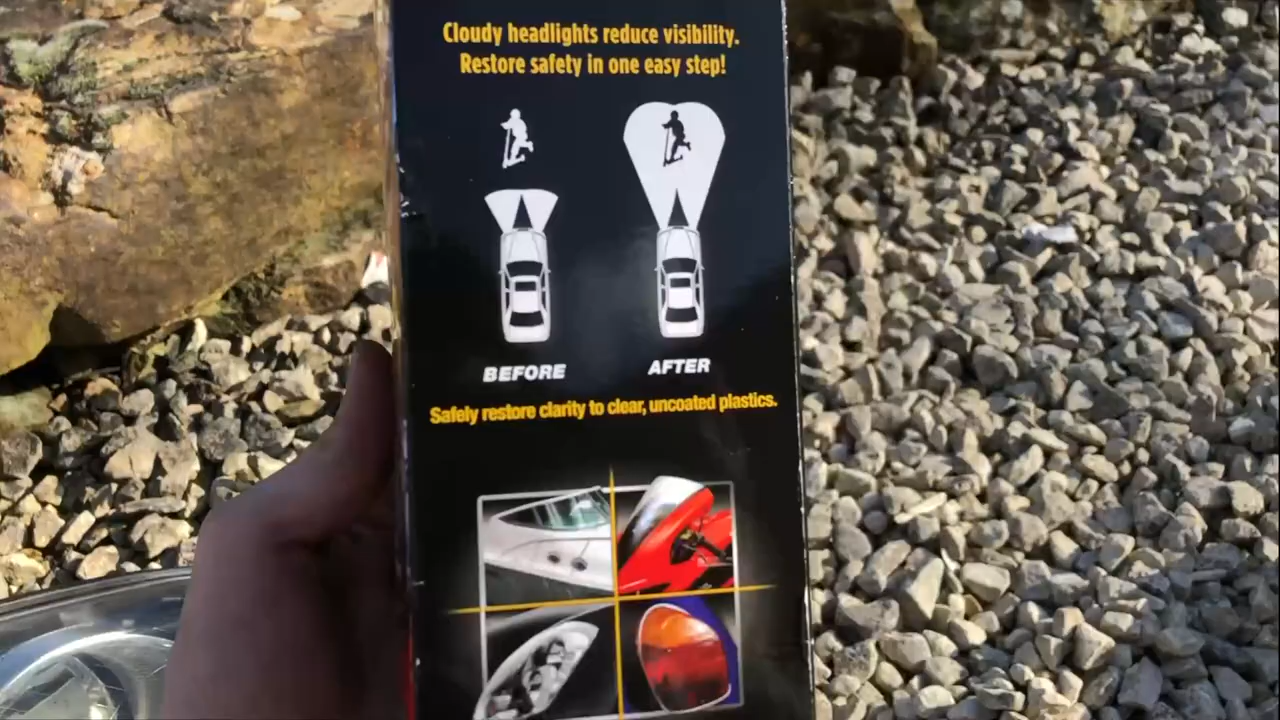 Cloudy headlights reduce visibility.
Restore safety in one easy step!
BEFORE
AFTER
Safely restore clarity to clear, uncoated plastics.